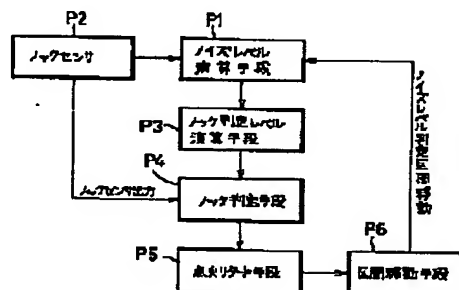 P2
P1
ノックセンサ
ノイズレベル
演算手段
P3
ノック判定レベル
演算手段
P4
ノックセンサ出力
ノック判定手段
P5
点火リタード手段
P6
区間移動手段
ノイズレベル判定区間移動